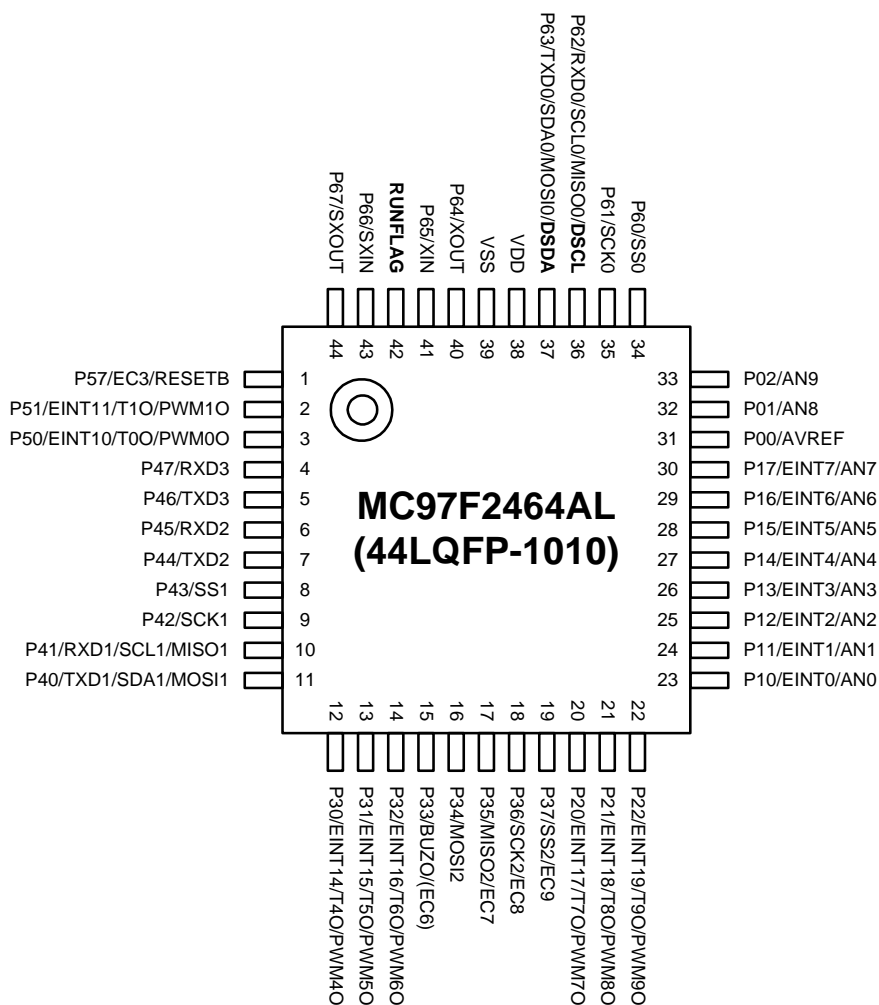 P67/SXOUT
P66/SXIN
RUNFLAG
P65/XIN
P64/XOUT
VSS
VDD
P63/TXD0/SDA0/MOSI0/DSDA
P62/RXD0/SCL0/MISO0/DSCL
P61/SCK0
P60/SS0
44 43 42 41 40 39 38 37 36 35 34
P57/EC3/RESETB 1
P51/EINT11/T1O/PWM1O 2
P50/EINT10/T0O/PWM0O 3
P47/RXD3 4
P46/TXD3 5
P45/RXD2 6
P44/TXD2 7
P43/SS1 8
P42/SCK1 9
P41/RXD1/SCL1/MISO1 10
P40/TXD1/SDA1/MOSI1 11
MC97F2464AL
(44LQFP-1010)
33 P02/AN9
32 P01/AN8
31 P00/AVREF
30 P17/EINT7/AN7
29 P16/EINT6/AN6
28 P15/EINT5/AN5
27 P14/EINT4/AN4
26 P13/EINT3/AN3
25 P12/EINT2/AN2
24 P11/EINT1/AN1
23 P10/EINT0/AN0
12 13 14 15 16 17 18 19 20 21 22
P30/EINT14/T4O/PWM4O
P31/EINT15/T5O/PWM5O
P32/EINT16/T6O/PWM6O
P33/BUZO/(EC6)
P34/MOSI2
P35/MISO2/EC7
P36/SCK2/EC8
P37/SS2/EC9
P20/EINT17/T7O/PWM7O
P21/EINT18/T8O/PWM8O
P22/EINT19/T9O/PWM9O